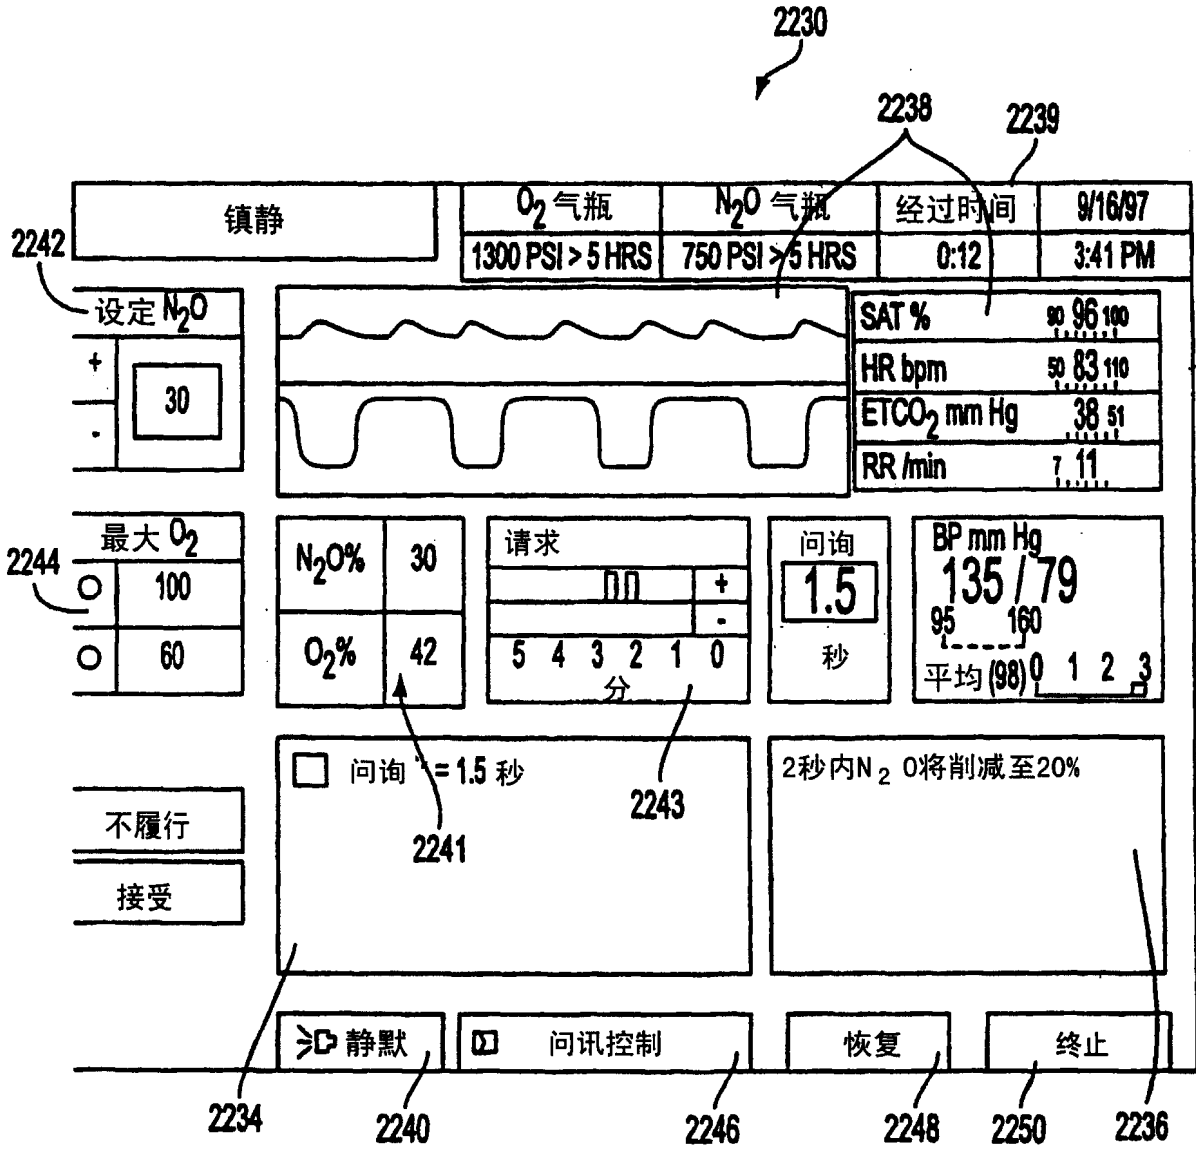 2230
2238
2239
镇静
O2 气瓶
N2O 气瓶
经过时间
9/16/97
1300 PSI > 5 HRS
750 PSI > 5 HRS
0:12
3:41 PM
2242
设定 N2O
+
30
-
SAT %
90 96 100
HR bpm
50 83 110
ETCO2 mm Hg
38 51
RR /min
7 11
2244
最大 O2
100
60
N2O%
30
O2%
42
请求
+
-
5 4 3 2 1 0
分
问询
1.5
秒
BP mm Hg
135 / 79
95 160
平均 (98)
0 1 2 3
问询 = 1.5 秒
2241
2243
2秒内N2 O将削减至20%
不履行
接受
静默
问讯控制
恢复
终止
2234
2240
2246
2248
2250
2236